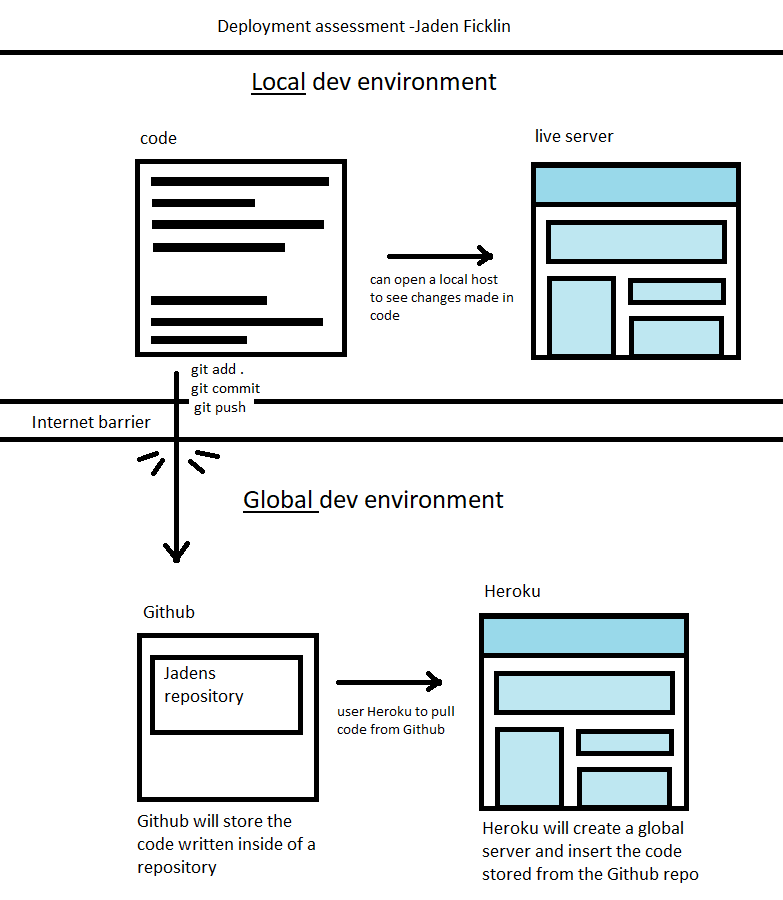 Deployment assessment -Jaden Ficklin
Local dev environment
code
live server
can open a local host
to see changes made in
code
git add .
git commit
git push
Internet barrier
Global dev environment
Github
Heroku
Jadens
repository
user Heroku to pull
code from Github
Github will store the
code written inside of a
repository
Heroku will create a global
server and insert the code
stored from the Github repo